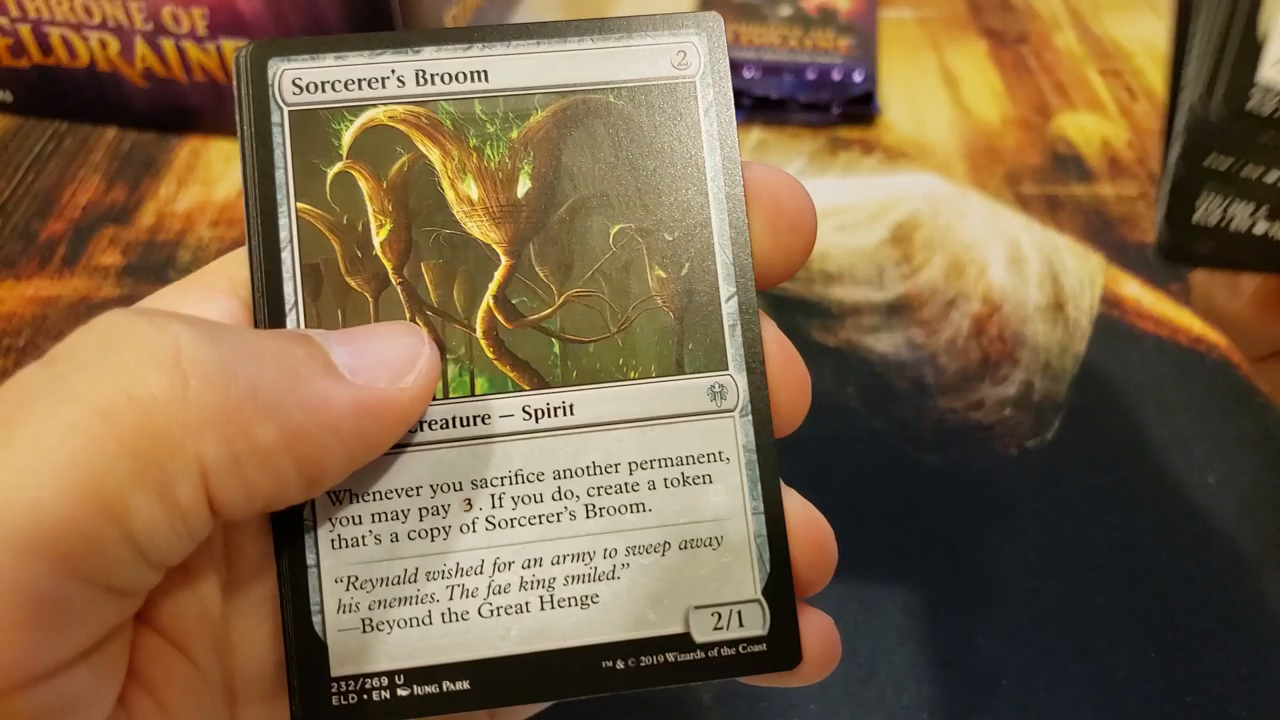 THRONE OF
ELDRAINE
Sorcerer's Broom
2
Creature — Spirit
Whenever you sacrifice another permanent,
you may pay 3. If you do, create a token
that's a copy of Sorcerer's Broom.
“Reynald wished for an army to sweep away
his enemies. The fae king smiled.”
—Beyond the Great Henge
2/1
232/269 U
ELD • EN Iung Park
™ & © 2019 Wizards of the Coast